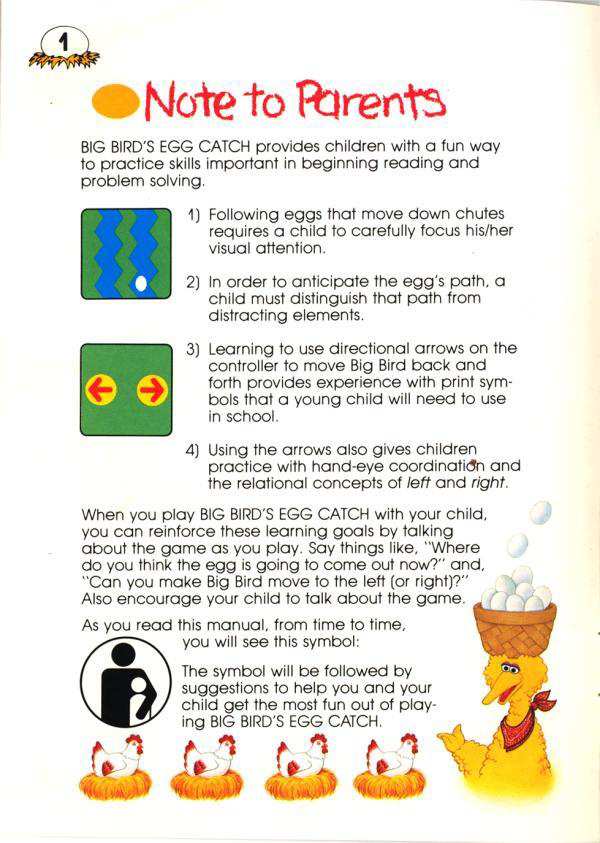 1
Note to Parents
BIG BIRD'S EGG CATCH provides children with a fun way
to practice skills important in beginning reading and
problem solving.
1) Following eggs that move down chutes
requires a child to carefully focus his/her
visual attention.
2) In order to anticipate the egg's path, a
child must distinguish that path from
distracting elements.
3) Learning to use directional arrows on the
controller to move Big Bird back and
forth provides experience with print sym-
bols that a young child will need to use
in school.
4) Using the arrows also gives children
practice with hand-eye coordination and
the relational concepts of left and right.
When you play BIG BIRD'S EGG CATCH with your child,
you can reinforce these learning goals by talking
about the game as you play. Say things like, "Where
do you think the egg is going to come out now?" and,
"Can you make Big Bird move to the left (or right)?"
Also encourage your child to talk about the game.
As you read this manual, from time to time,
you will see this symbol:
The symbol will be followed by
suggestions to help you and your
child get the most fun out of play-
ing BIG BIRD'S EGG CATCH.